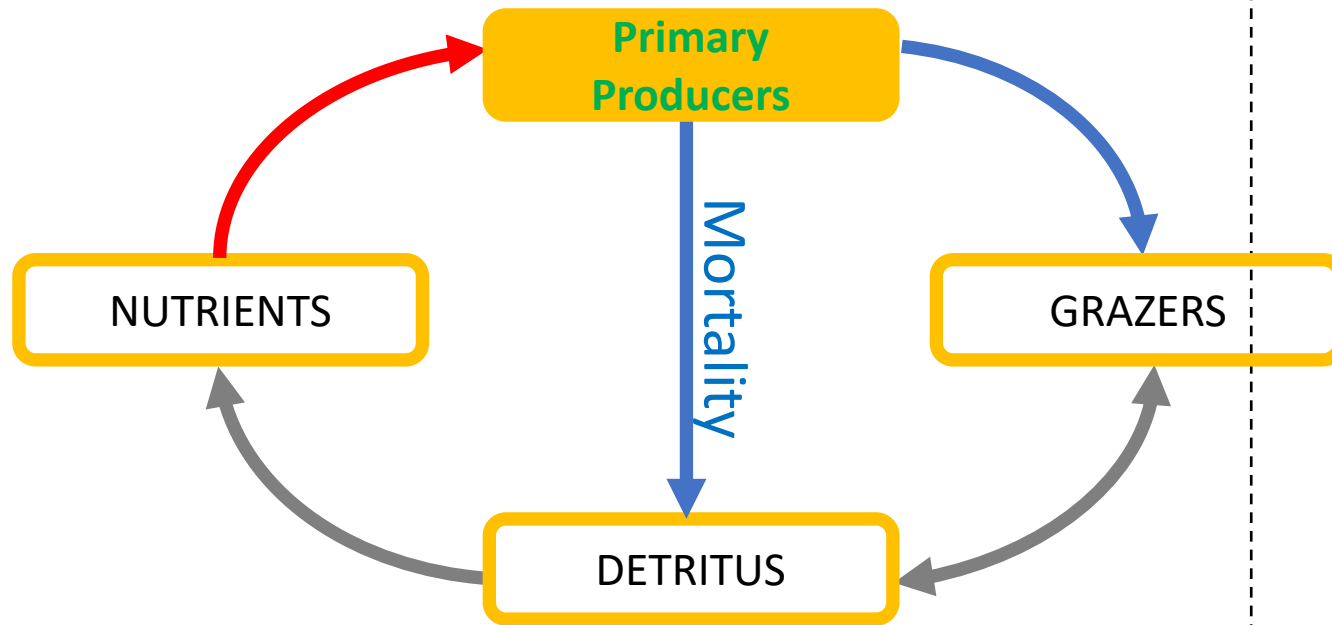 Primary
Producers
Mortality
NUTRIENTS
GRAZERS
DETRITUS